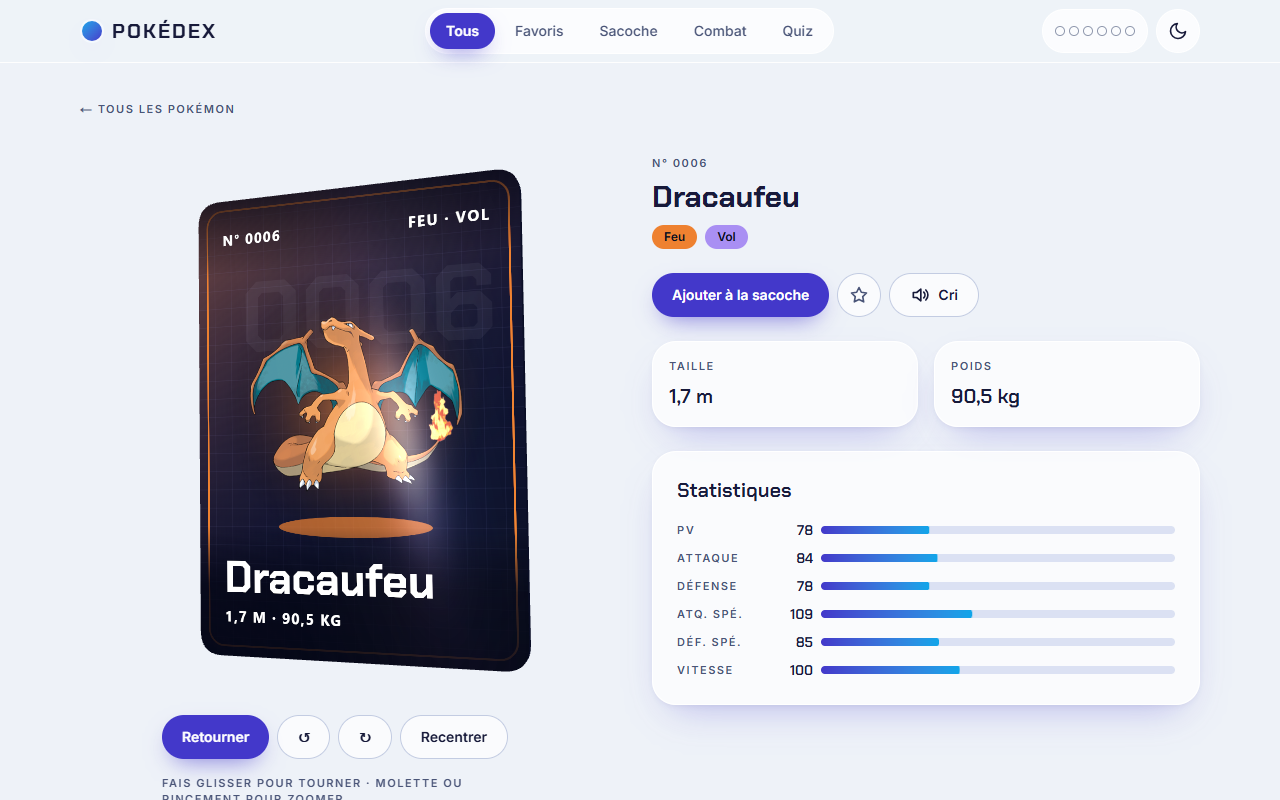 POKÉDEX
Tous
Favoris
Sacoche
Combat
Quiz
← TOUS LES POKÉMON
N° 0006
FEU · VOL
0006
Dracaufeu
1,7 M · 90,5 KG
Retourner
↺
↻
Recentrer
FAIS GLISSER POUR TOURNER · MOLETTE OU
PINCEMENT POUR ZOOMER
N° 0006
Dracaufeu
Feu
Vol
Ajouter à la sacoche
Cri
TAILLE
1,7 m
POIDS
90,5 kg
Statistiques
PV 78
ATTAQUE 84
DÉFENSE 78
ATQ. SPÉ. 109
DÉF. SPÉ. 85
VITESSE 100